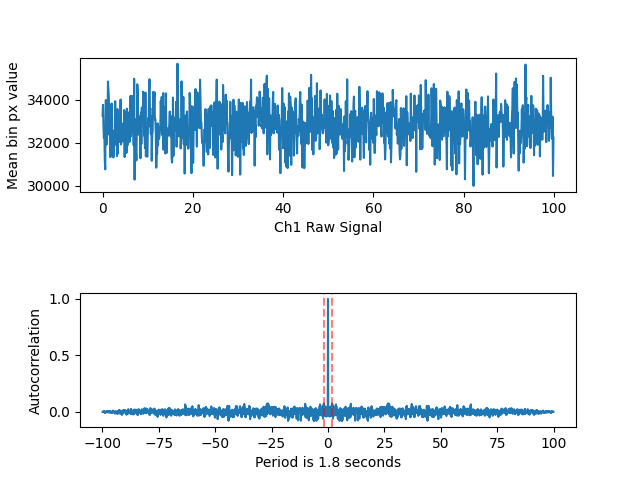 Mean bin px value
34000
32000
30000
0 20 40 60 80 100
Ch1 Raw Signal
Autocorrelation
1.0
0.5
0.0
−100 −75 −50 −25 0 25 50 75 100
Period is 1.8 seconds